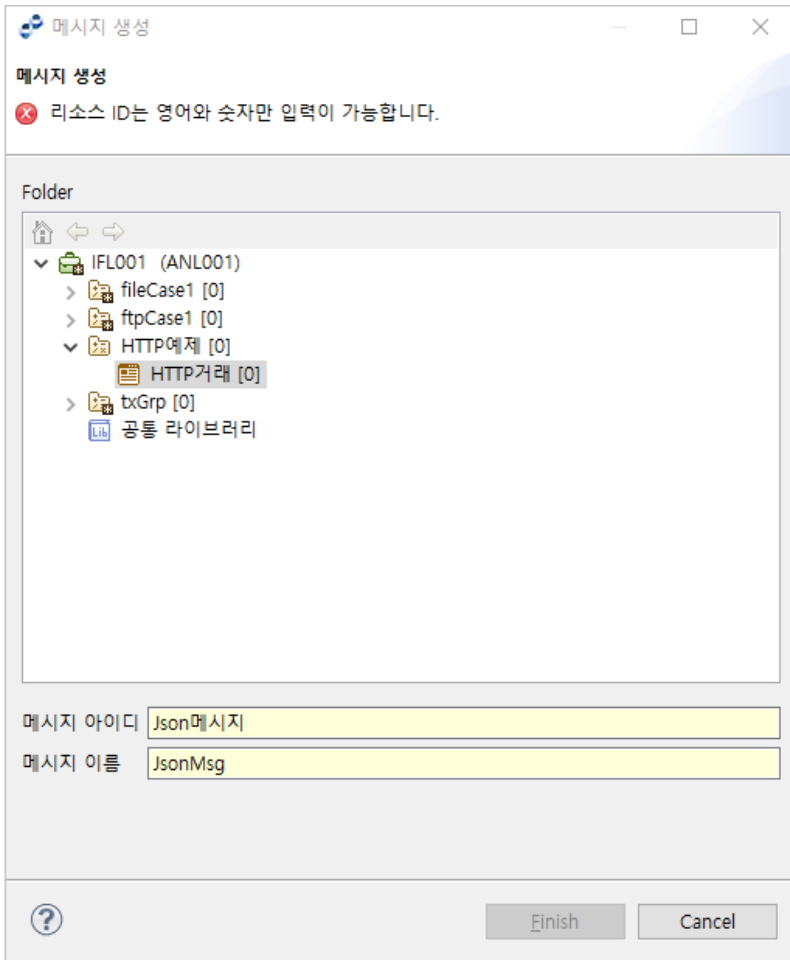 메시지 생성
메시지 생성
리소스 ID는 영어와 숫자만 입력이 가능합니다.
Folder
IFL001 (ANL001)
fileCase1 [0]
ftpCase1 [0]
HTTP예제 [0]
HTTP거래 [0]
txGrp [0]
Lib 공통 라이브러리
메시지 아이디 Json메시지
메시지 이름 JsonMsg
? Finish Cancel